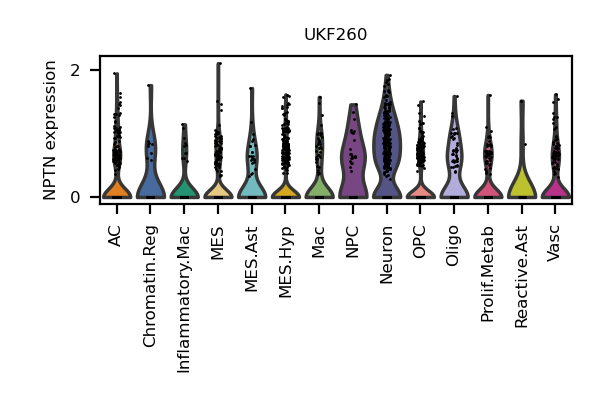 UKF260
NPTN expression
2
0
AC
Chromatin.Reg
Inflammatory.Mac
MES
MES.Ast
MES.Hyp
Mac
NPC
Neuron
OPC
Oligo
Prolif.Metab
Reactive.Ast
Vasc